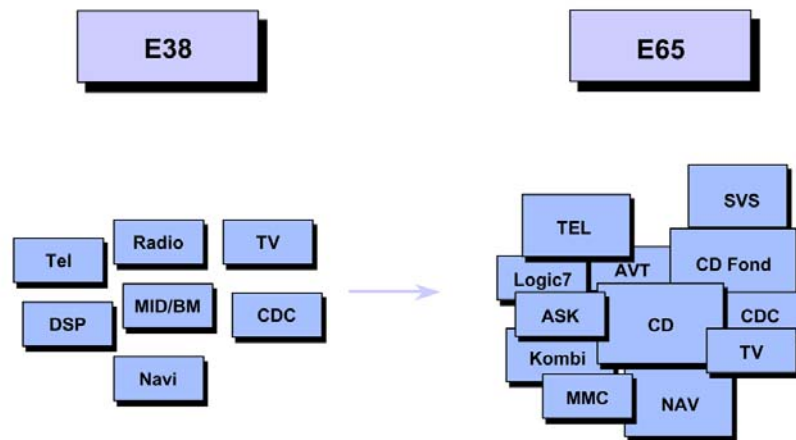 E38
E65
Radio
TV
Tel
MID/BM
CDC
DSP
Navi
SVS
TEL
CD Fond
AVT
Logic7
ASK
CD
CDC
TV
Kombi
MMC
NAV